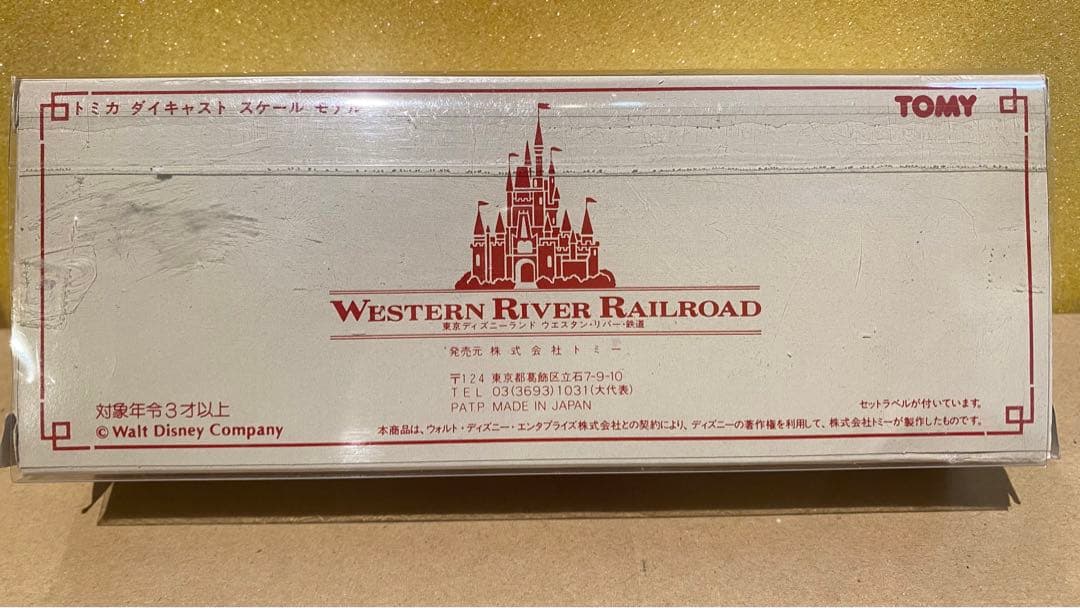 トミカ ダイキャスト スケール モデル
TOMY
WESTERN RIVER RAILROAD
東京ディズニーランド ウエスタン・リバー・鉄道
発売元 株式会社トミー
〒124 東京都葛飾区立石7-9-10
TEL 03(3693)1031(大代表)
PATP MADE IN JAPAN
対象年令3才以上
© Walt Disney Company
セットラベルが付いています。
本商品は、ウォルト・ディズニー・エンタプライズ株式会社との契約により、ディズニーの著作権を利用して、株式会社トミーが製作したものです。